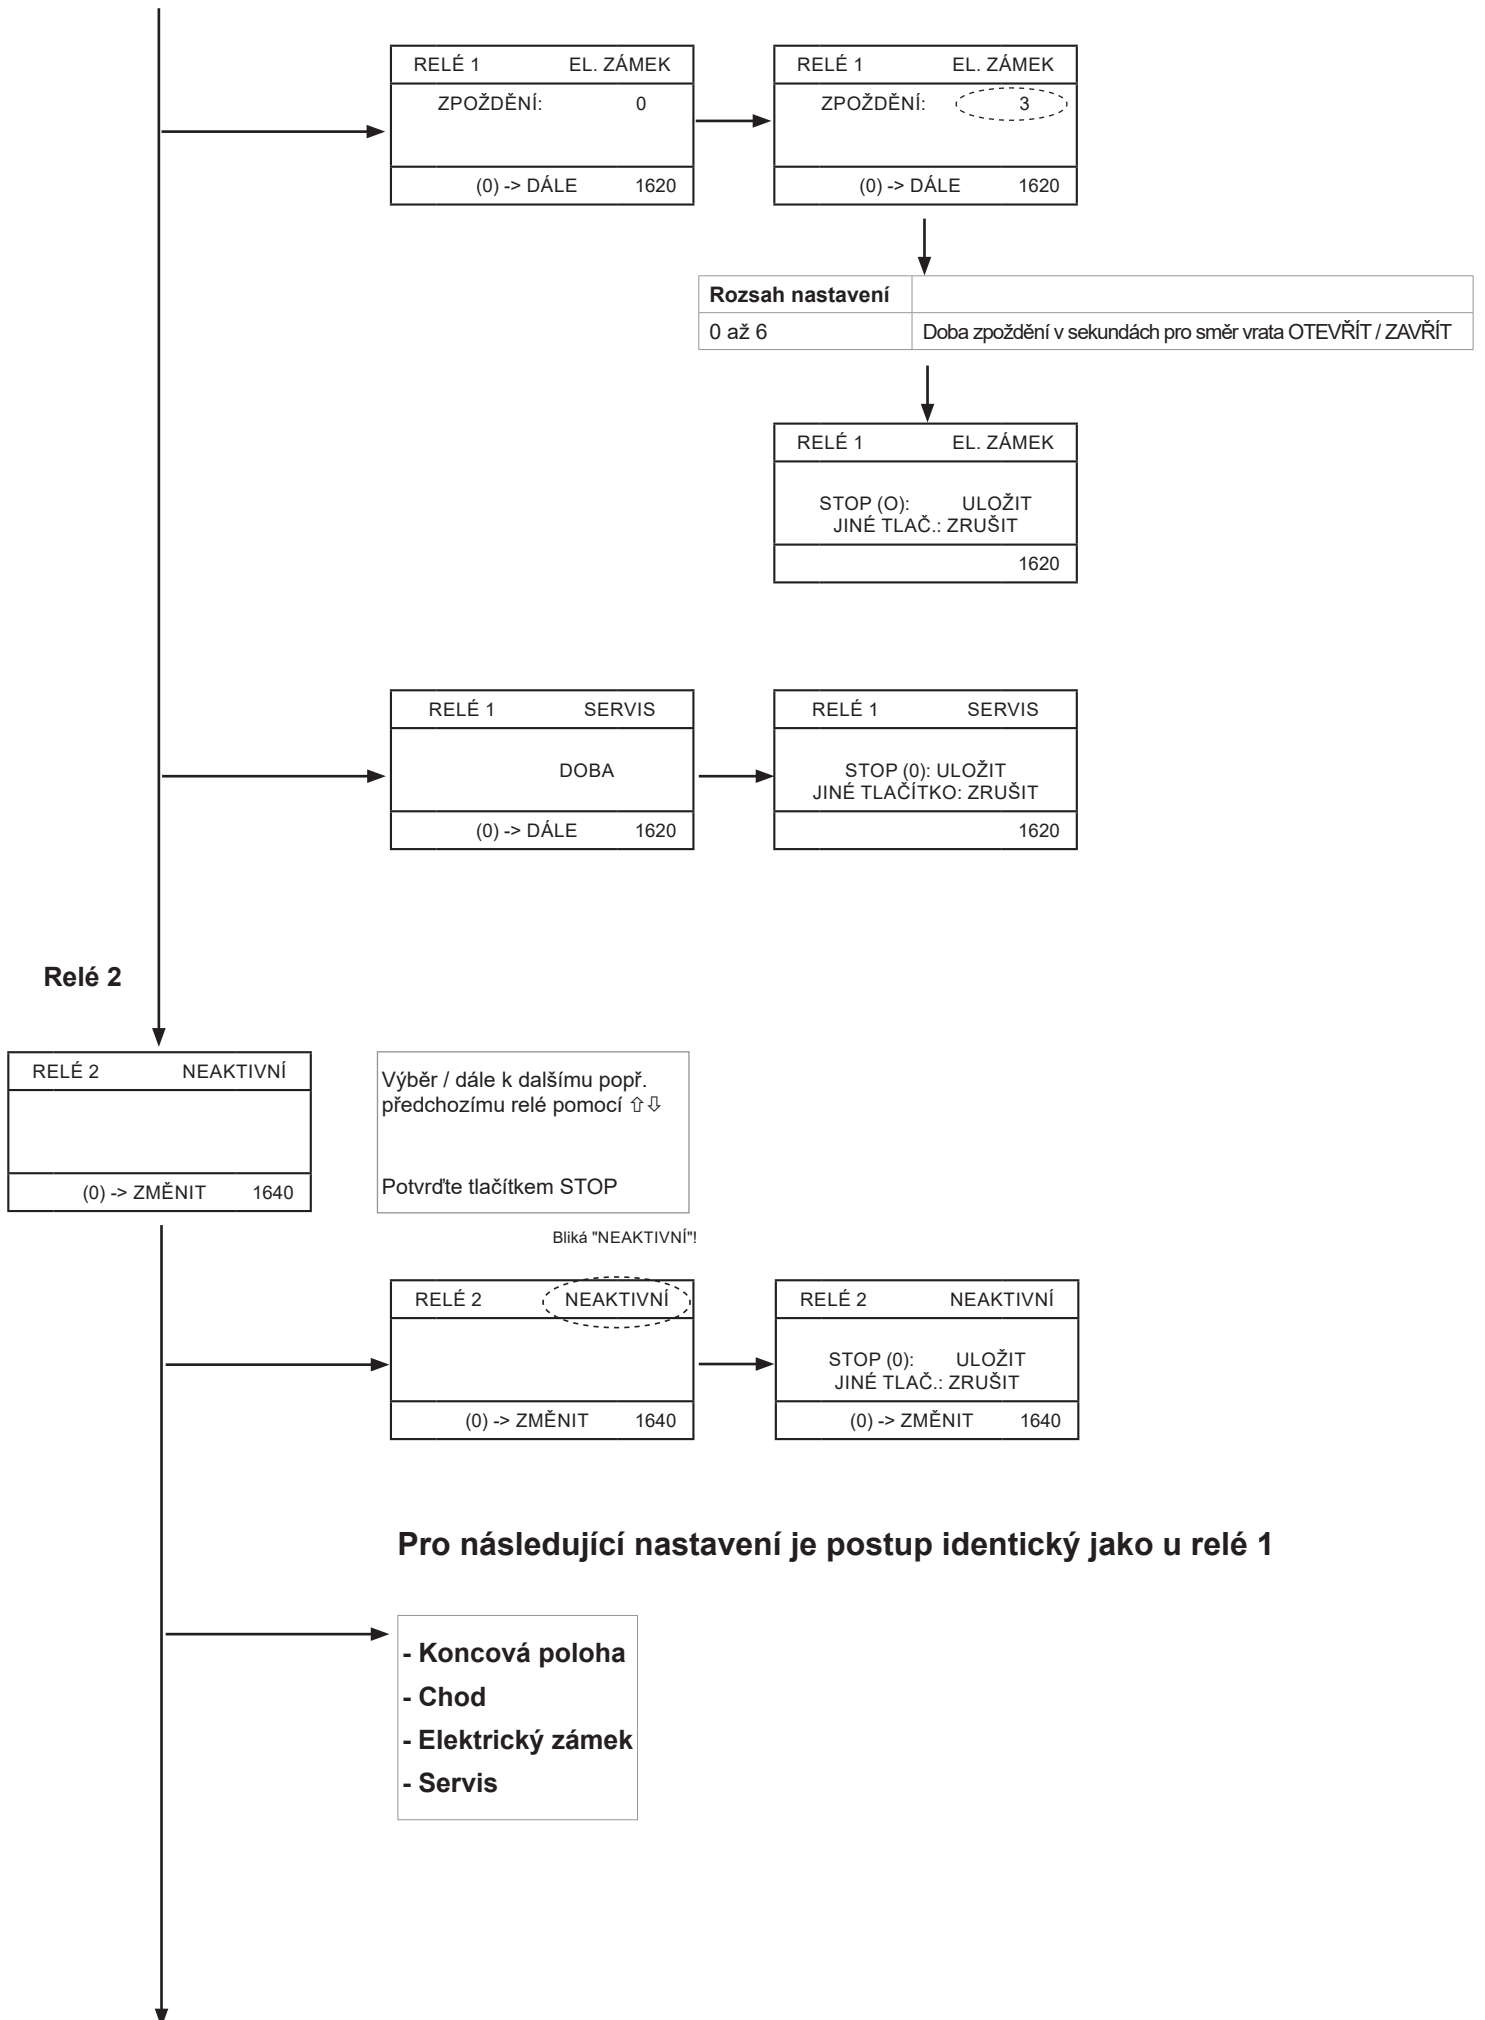 RELÉ 1 EL. ZÁMEK
ZPOŽDĚNÍ: 0
(0) -> DÁLE 1620
RELÉ 1 EL. ZÁMEK
ZPOŽDĚNÍ: 3
(0) -> DÁLE 1620
Rozsah nastavení
0 až 6 Doba zpoždění v sekundách pro směr vrata OTEVŘÍT / ZAVŘÍT
RELÉ 1 EL. ZÁMEK
STOP (O): ULOŽIT
JINÉ TLAČ.: ZRUŠIT
1620
RELÉ 1 SERVIS
DOBA
(0) -> DÁLE 1620
RELÉ 1 SERVIS
STOP (0): ULOŽIT
JINÉ TLAČÍTKO: ZRUŠIT
1620
Relé 2
RELÉ 2 NEAKTIVNÍ
(0) -> ZMĚNIT 1640
Výběr / dále k dalšímu popř.
předchozímu relé pomocí ⇧⇩
Potvrďte tlačítkem STOP
Bliká "NEAKTIVNÍ"!
RELÉ 2 NEAKTIVNÍ
(0) -> ZMĚNIT 1640
RELÉ 2 NEAKTIVNÍ
STOP (0): ULOŽIT
JINÉ TLAČ.: ZRUŠIT
(0) -> ZMĚNIT 1640
Pro následující nastavení je postup identický jako u relé 1
- Koncová poloha
- Chod
- Elektrický zámek
- Servis